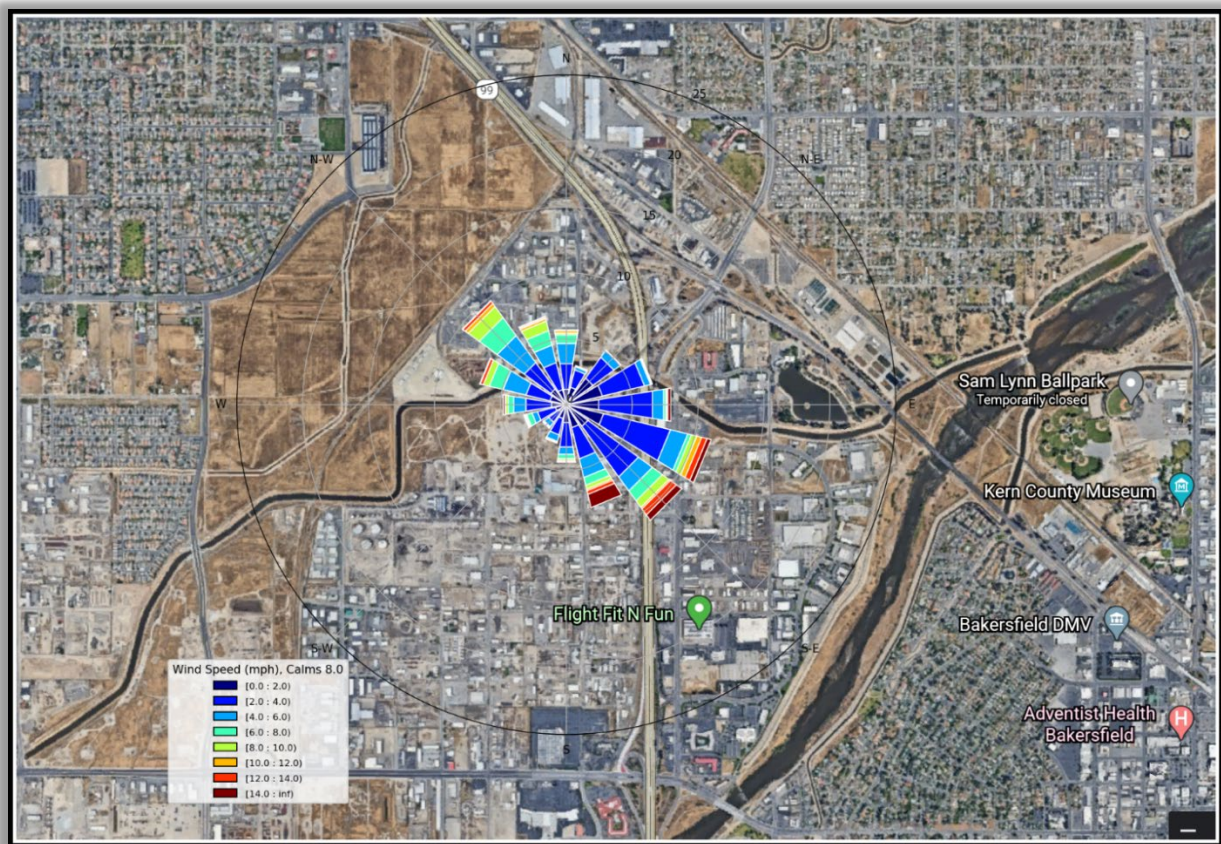 N
99
25
N-W
N-E
20
15
10
5
Sam Lynn Ballpark
Temporarily closed
W
E
Kern County Museum
Flight Fit N Fun
Bakersfield DMV
S-W
S-E
Wind Speed (mph), Calms 8.0
[0.0 : 2.0)
[2.0 : 4.0)
[4.0 : 6.0)
[6.0 : 8.0)
[8.0 : 10.0)
[10.0 : 12.0)
[12.0 : 14.0)
[14.0 : inf)
Adventist Health
Bakersfield
H
S